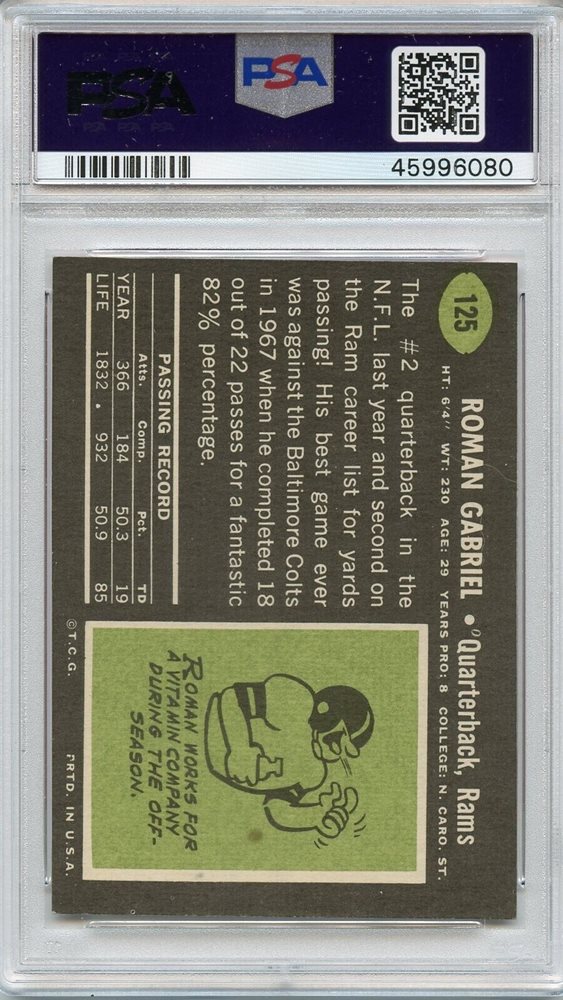 PSA
PSA
PSA PSA PSA
45996080
125
ROMAN GABRIEL • Quarterback, Rams
HT: 6'4" WT: 230 AGE: 29 YEARS PRO: 8 COLLEGE: N. CARO. ST.
The #2 quarterback in the
N.F.L. last year and second on
the Ram career list for yards
passing! His best game ever
was against the Baltimore Colts
in 1967 when he completed 18
out of 22 passes for a fantastic
82% percentage.
PASSING RECORD
Atts. Comp. Pct. TD
YEAR 366 184 50.3 19
LIFE 1832 932 50.9 85
ROMAN WORKS FOR
A VITAMIN COMPANY
DURING THE OFF-
SEASON.
©T.C.G. PRTD. IN U.S.A.